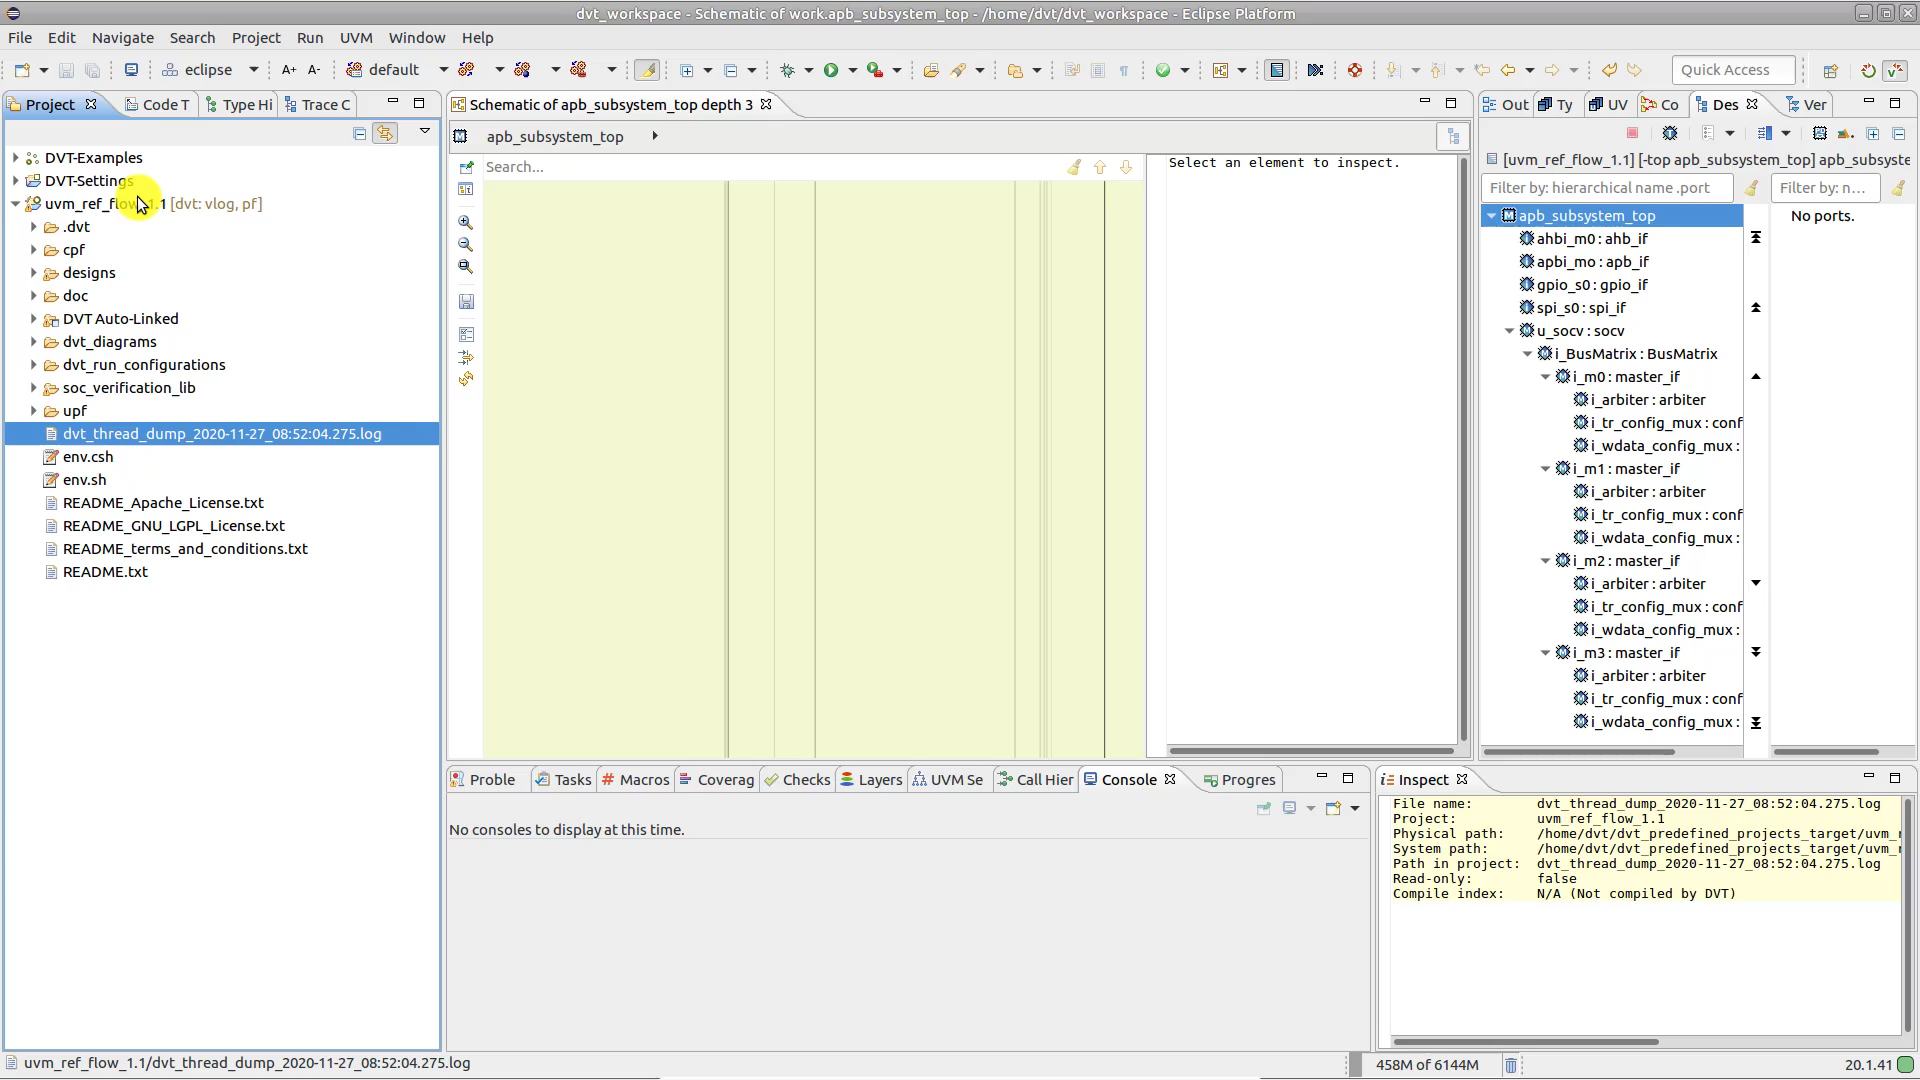 dvt_workspace - Schematic of work.apb_subsystem_top - /home/dvt/dvt_workspace - Eclipse Platform
File Edit Navigate Search Project Run UVM Window Help
eclipse A+ A- default Quick Access
Project Code T Type Hi Trace C
DVT-Examples
DVT-Settings
[dvt: vlog, pf]
.dvt
cpf
designs
doc
DVT Auto-Linked
dvt_diagrams
dvt_run_configurations
soc_verification_lib
upf
dvt_thread_dump_2020-11-27_08:52:04.275.log
env.csh
env.sh
README_Apache_License.txt
README_GNU_LGPL_License.txt
README_terms_and_conditions.txt
README.txt
Schematic of apb_subsystem_top depth 3
apb_subsystem_top
Search...
Select an element to inspect.
Out Ty UV Co Des Ver
[uvm_ref_flow_1.1] [-top apb_subsystem_top] apb_subsyste
Filter by: hierarchical name .port
Filter by: n...
apb_subsystem_top
ahbi_m0 : ahb_if
apbi_mo : apb_if
gpio_s0 : gpio_if
spi_s0 : spi_if
u_socv : socv
i_BusMatrix : BusMatrix
i_m0 : master_if
i_arbiter : arbiter
i_tr_config_mux : conf
i_wdata_config_mux :
i_m1 : master_if
i_arbiter : arbiter
i_tr_config_mux : conf
i_wdata_config_mux :
i_m2 : master_if
i_arbiter : arbiter
i_tr_config_mux : conf
i_wdata_config_mux :
i_m3 : master_if
i_arbiter : arbiter
i_tr_config_mux : conf
i_wdata_config_mux :
No ports.
Proble Tasks Macros Coverag Checks Layers UVM Se Call Hier Console Progres
No consoles to display at this time.
Inspect
File name: dvt_thread_dump_2020-11-27_08:52:04.275.log
Project: uvm_ref_flow_1.1
Physical path: /home/dvt/dvt_predefined_projects_target/uvm_r
System path: /home/dvt/dvt_predefined_projects_target/uvm_r
Path in project: dvt_thread_dump_2020-11-27_08:52:04.275.log
Read-only: false
Compile index: N/A (Not compiled by DVT)
uvm_ref_flow_1.1/dvt_thread_dump_2020-11-27_08:52:04.275.log
458M of 6144M
20.1.41